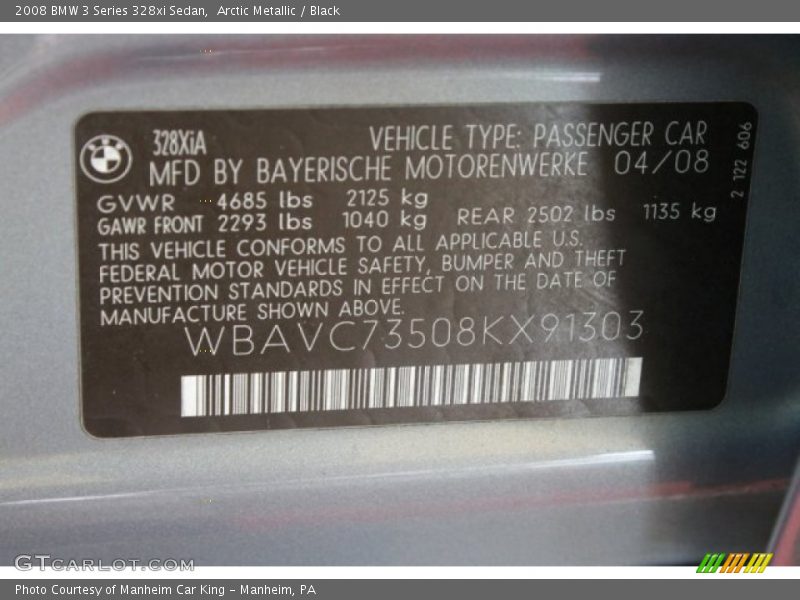 2008 BMW 3 Series 328xi Sedan,  Arctic Metallic / Black
BMW
328XiA
VEHICLE TYPE: PASSENGER CAR
MFD BY BAYERISCHE MOTORENWERKE 04/08
2 122 606
GVWR 4685 lbs 2125 kg
GAWR FRONT 2293 lbs 1040 kg REAR 2502 lbs 1135 kg
THIS VEHICLE CONFORMS TO ALL APPLICABLE U.S.
FEDERAL MOTOR VEHICLE SAFETY, BUMPER AND THEFT
PREVENTION STANDARDS IN EFFECT ON THE DATE OF
MANUFACTURE SHOWN ABOVE.
WBAVC73508KX91303
GTCARLOT.COM
Photo Courtesy of Manheim Car King - Manheim, PA